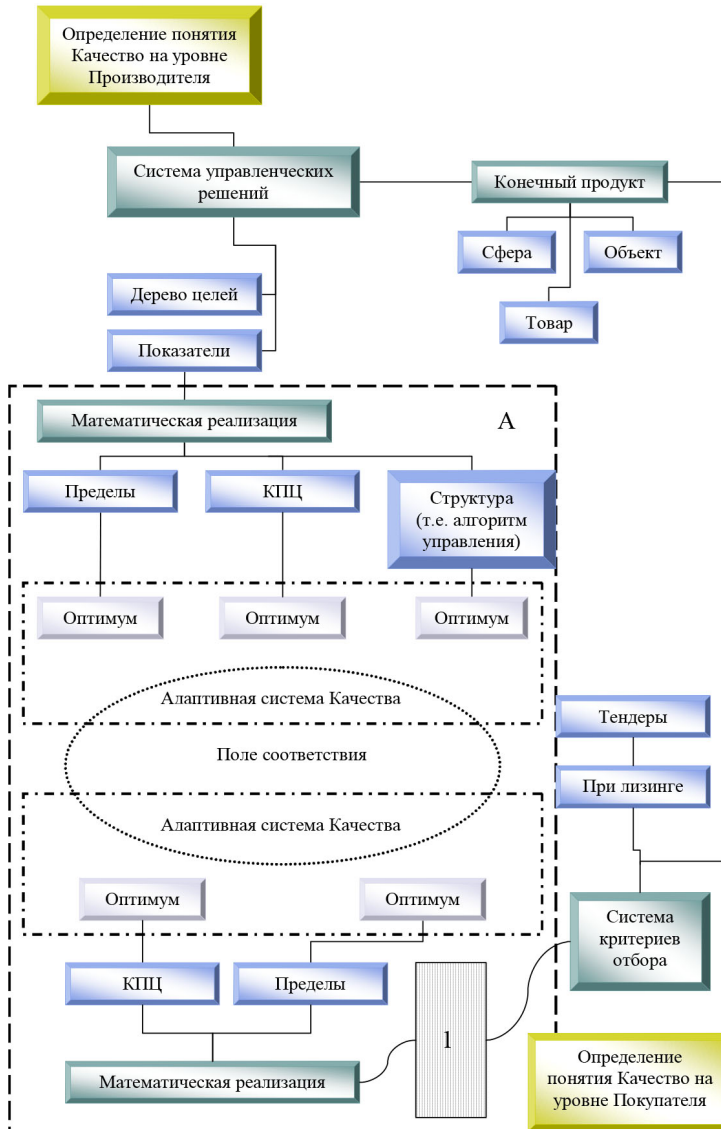 Определение понятия
Качество на уровне
Производителя
Система управленческих
решений
Конечный продукт
Сфера
Объект
Товар
Дерево целей
Показатели
Математическая реализация
А
Пределы
КПЦ
Структура
(т.е. алгоритм
управления)
Оптимум
Оптимум
Оптимум
Адаптивная система Качества
Поле соответствия
Адаптивная система Качества
Тендеры
При лизинге
Оптимум
Оптимум
Система
критериев
отбора
КПЦ
Пределы
1
Математическая реализация
Определение
понятия Качество на
уровне Покупателя